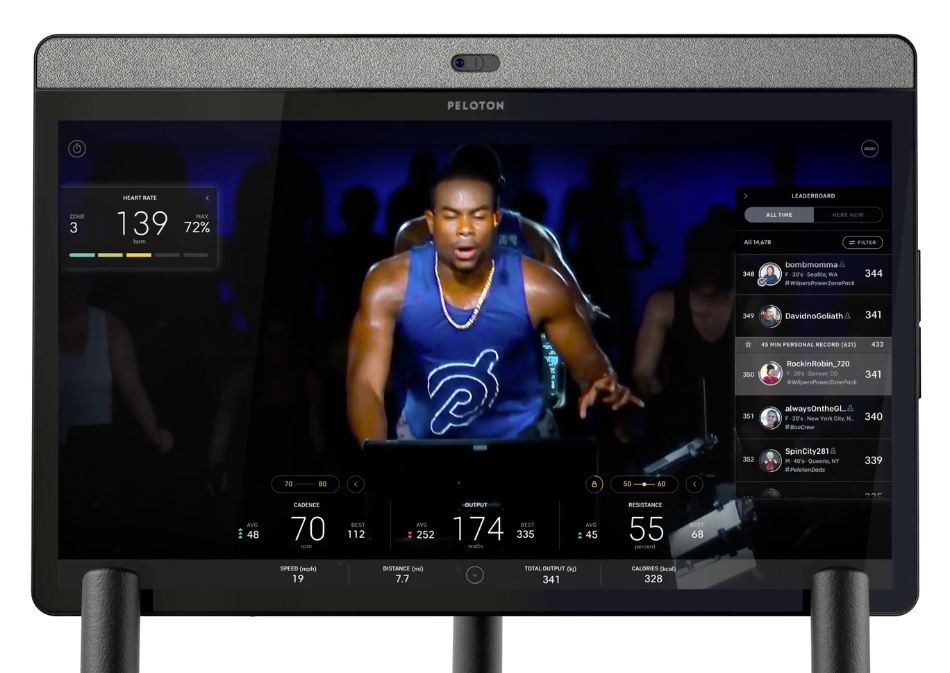 PELOTON
HEART RATE
ZONE
3
139
bpm
MAX
72%
LEADERBOARD
ALL TIME
HERE NOW
All 14,678
FILTER
348
bombmomma
F · 30's · Seattle, WA
#WilpersPowerZonePack
344
349
DavidnoGoliath
341
45 MIN PERSONAL RECORD (621)
433
350
RockinRobin_720
F · 20's · Denver, CO
#WilpersPowerZonePack
341
351
alwaysOntheGL..
F · 20's · New York City, N..
#BooCrew
340
352
SpinCity281
M · 40's · Queens, NY
#PelotonDads
339
70 80
50 60
CADENCE
AVG
48
70
rpm
BEST
112
OUTPUT
AVG
252
174
watts
BEST
335
RESISTANCE
AVG
45
55
percent
BEST
68
SPEED (mph)
19
DISTANCE (mi)
7.7
TOTAL OUTPUT (kj)
341
CALORIES (kcal)
328